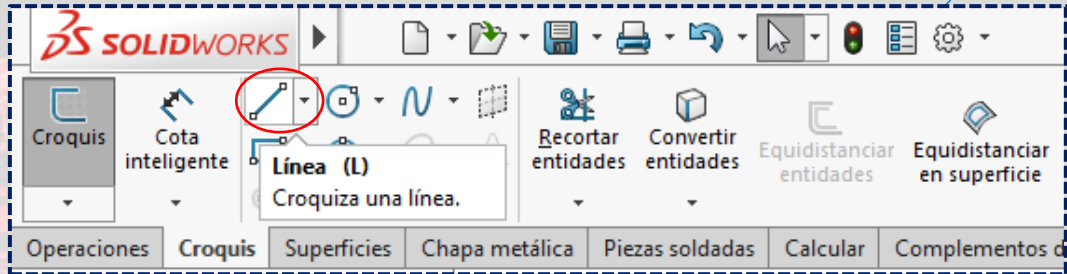 SOLIDWORKS
Croquis
Cota
inteligente
Recortar
entidades
Convertir
entidades
Equidistanciar
entidades
Equidistanciar
en superficie
Línea (L)
Croquiza una línea.
Operaciones Croquis Superficies Chapa metálica Piezas soldadas Calcular Complementos d